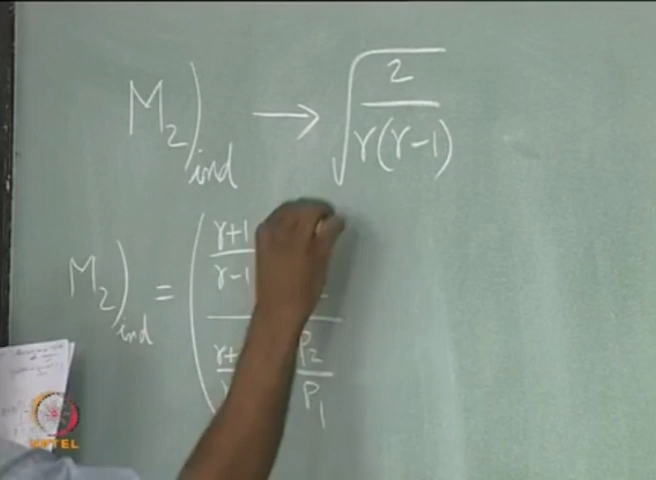 M₂)ind → √(2/(γ(γ-1)))
M₂)ind = (
γ+1
γ-1
γ+
P₂
P₁
NPTEL